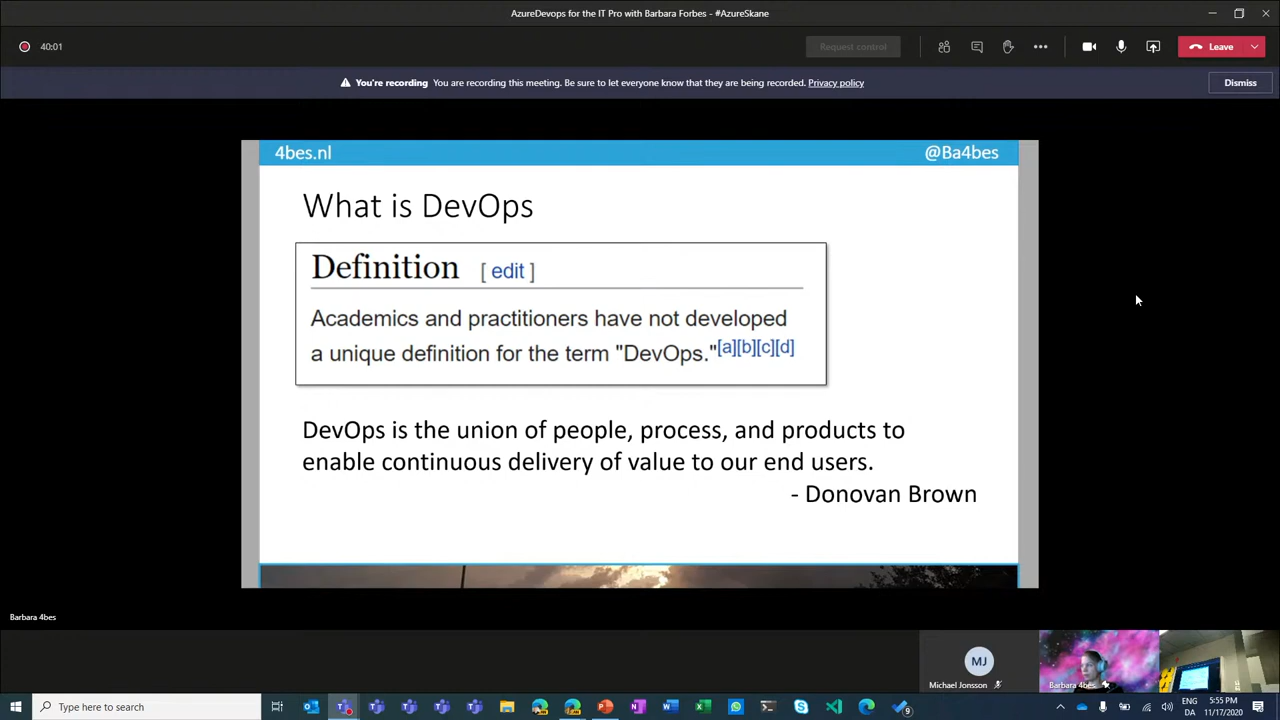 AzureDevops for the IT Pro with Barbara Forbes - #AzureSkane
40:01
Request control
Leave
You're recording You are recording this meeting. Be sure to let everyone know that they are being recorded. Privacy policy
Dismiss
4bes.nl
@Ba4bes
What is DevOps
Definition [ edit ]
Academics and practitioners have not developed
a unique definition for the term "DevOps."[a][b][c][d]
DevOps is the union of people, process, and products to
enable continuous delivery of value to our end users.
- Donovan Brown
Barbara 4bes
MJ
Michael Jonsson
Barbara 4bes
Type here to search
9
ENG
DA
5:55 PM
11/17/2020